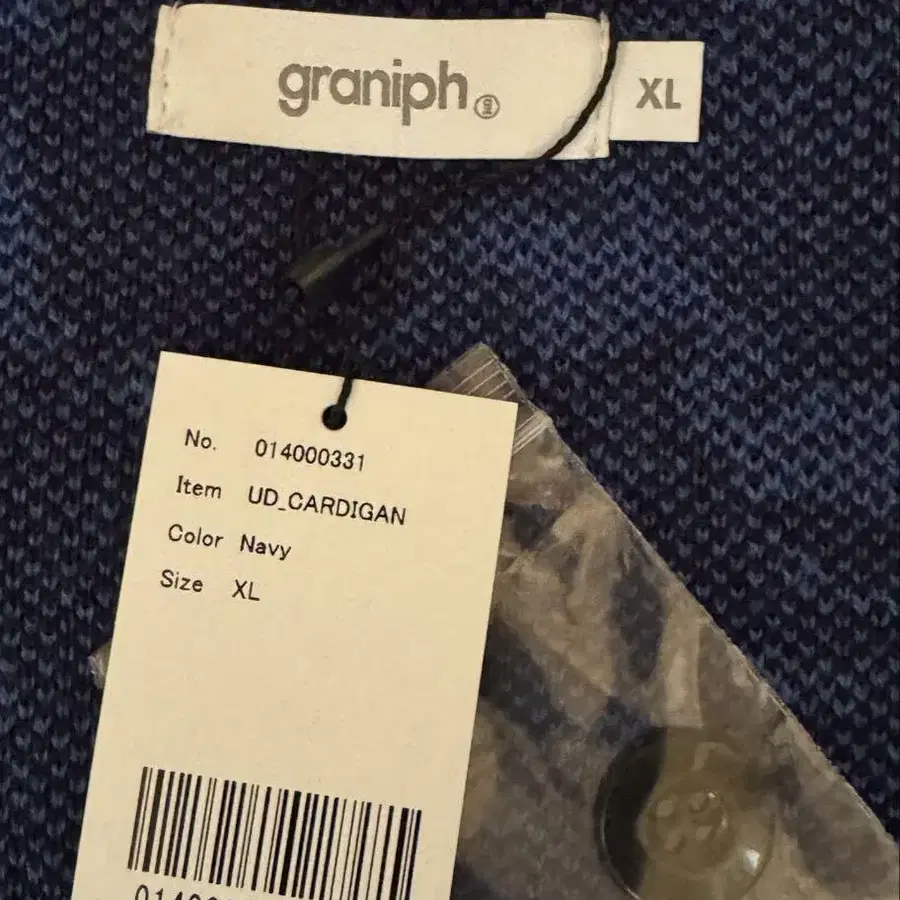 graniph
XL
No. 014000331
Item UD_CARDIGAN
Color Navy
Size XL